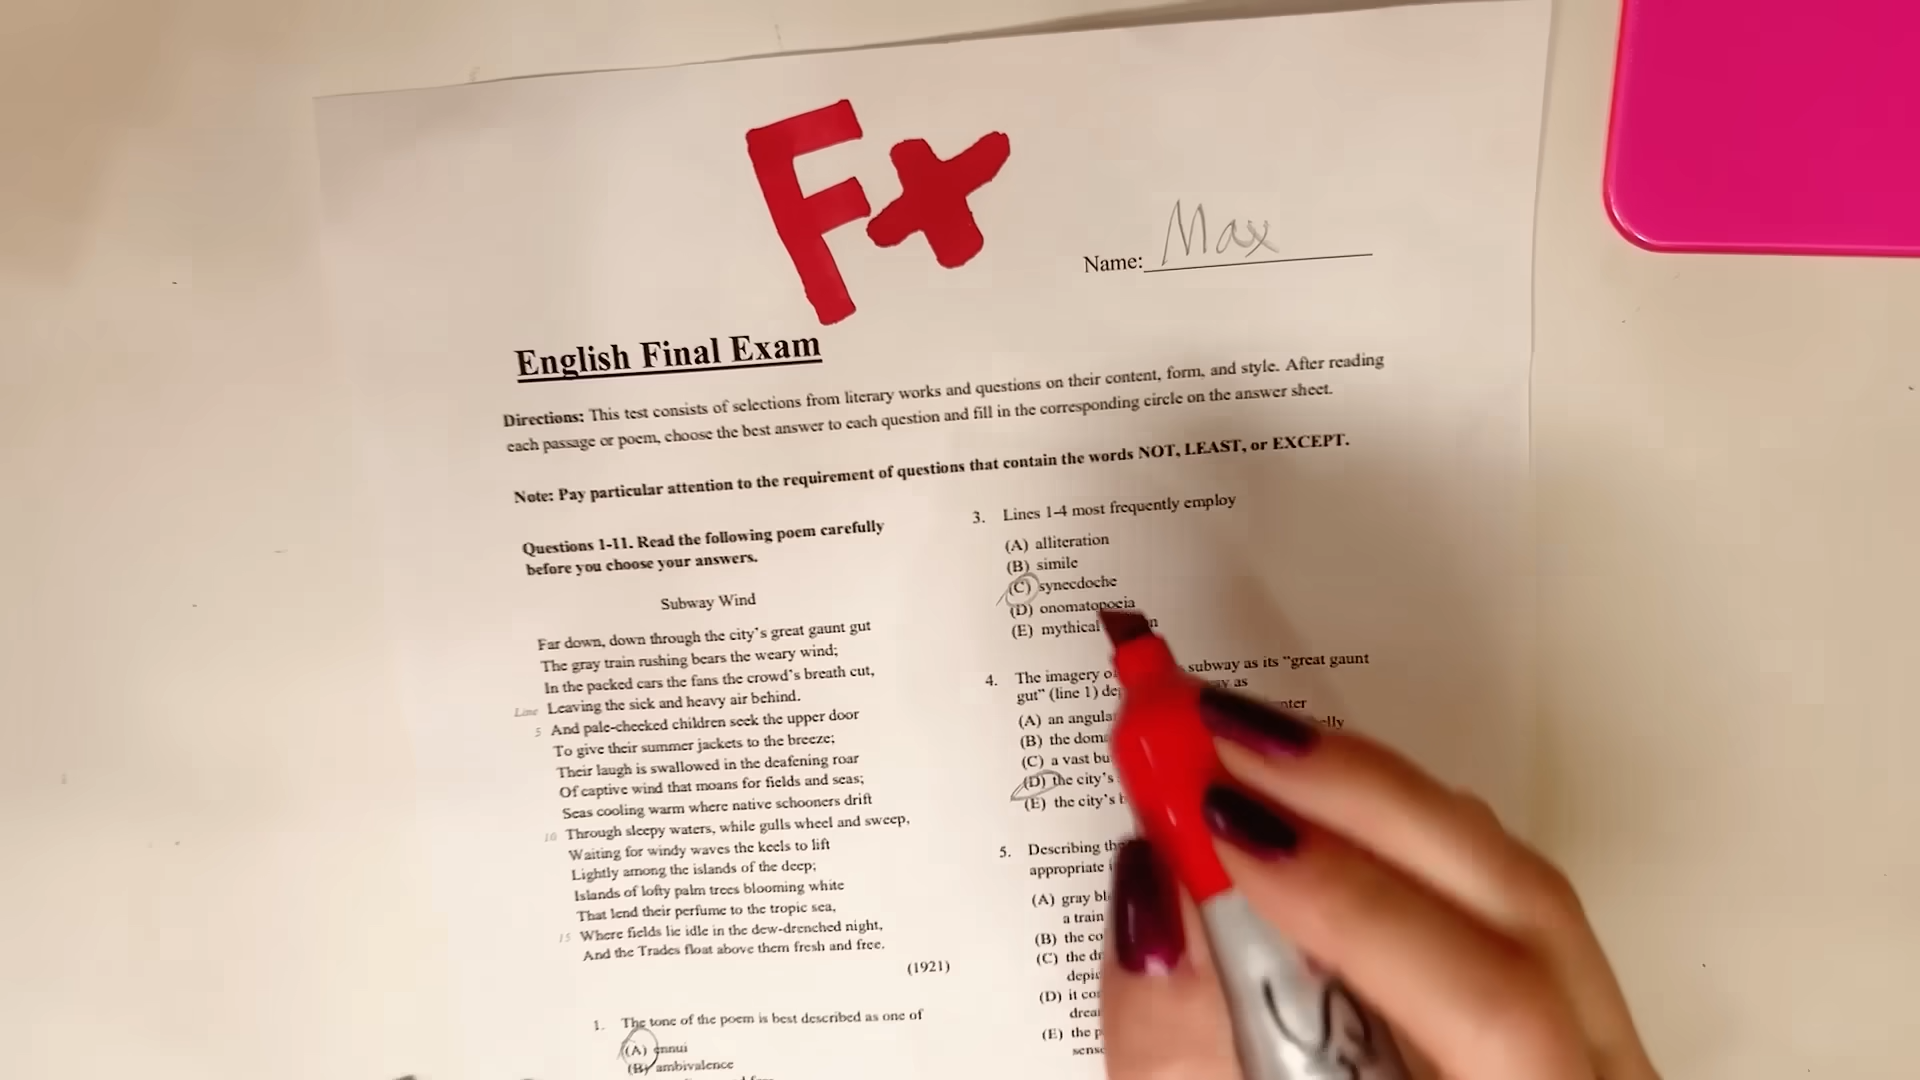 F+
Name: Max
English Final Exam
Directions: This test consists of selections from literary works and questions on their content, form, and style. After reading
each passage or poem, choose the best answer to each question and fill in the corresponding circle on the answer sheet.
Note: Pay particular attention to the requirement of questions that contain the words NOT, LEAST, or EXCEPT.
Questions 1-11. Read the following poem carefully
before you choose your answers.
Subway Wind
Far down, down through the city's great gaunt gut
The gray train rushing bears the weary wind;
In the packed cars the fans the crowd's breath cut,
Line Leaving the sick and heavy air behind.
5 And pale-cheeked children seek the upper door
To give their summer jackets to the breeze;
Their laugh is swallowed in the deafening roar
Of captive wind that moans for fields and seas;
Seas cooling warm where native schooners drift
10 Through sleepy waters, while gulls wheel and sweep,
Waiting for windy waves the keels to lift
Lightly among the islands of the deep;
Islands of lofty palm trees blooming white
That lend their perfume to the tropic sea,
15 Where fields lie idle in the dew-drenched night,
And the Trades float above them fresh and free.
(1921)
1. The tone of the poem is best described as one of
(A) ennui
(B) ambivalence
3. Lines 1-4 most frequently employ
(A) alliteration
(B) simile
(C) synecdoche
(D) onomatopoeia
(E) mythical
4. The imagery subway as its "great gaunt
gut" (line 1) as
(A) an
(B) the
(C) a vast
(D) the city's
(E) the city's
5. Describing
appropriate
(A) gray
a train
(B) the
(C) the
(D) it
(E) the